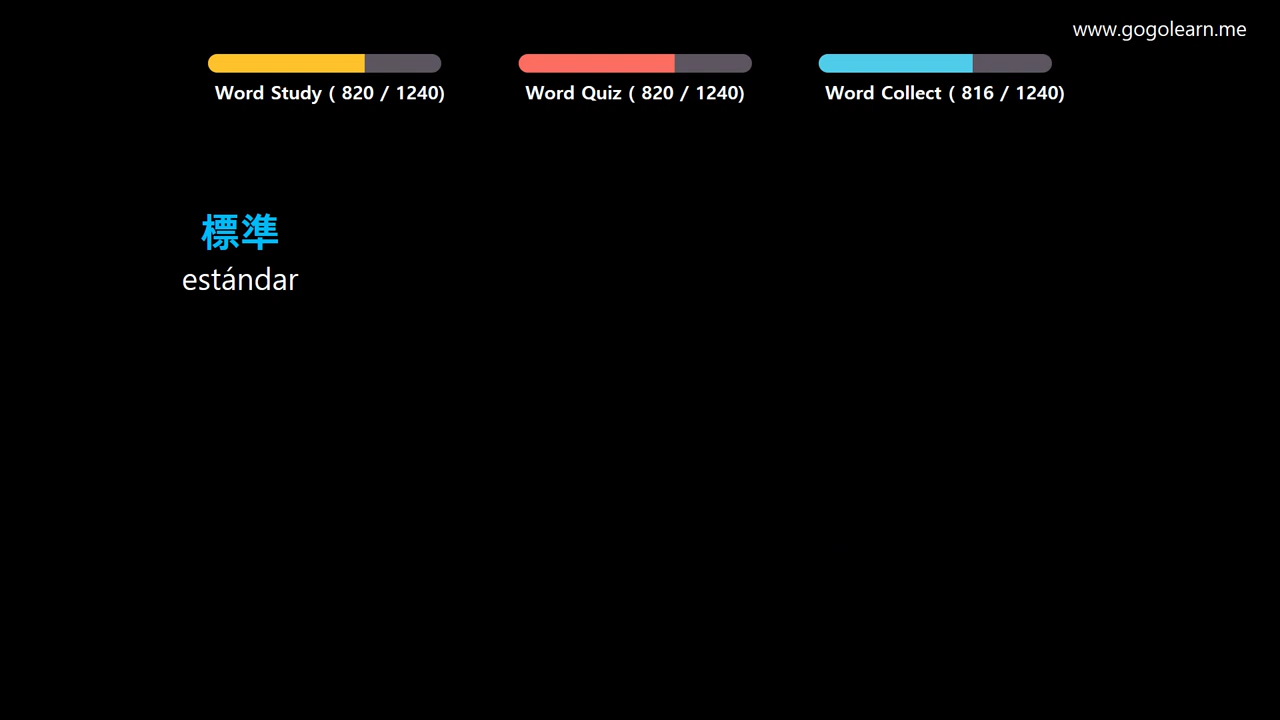 www.gogolearn.me
Word Study ( 820 / 1240)
Word Quiz ( 820 / 1240)
Word Collect ( 816 / 1240)
標準
estándar